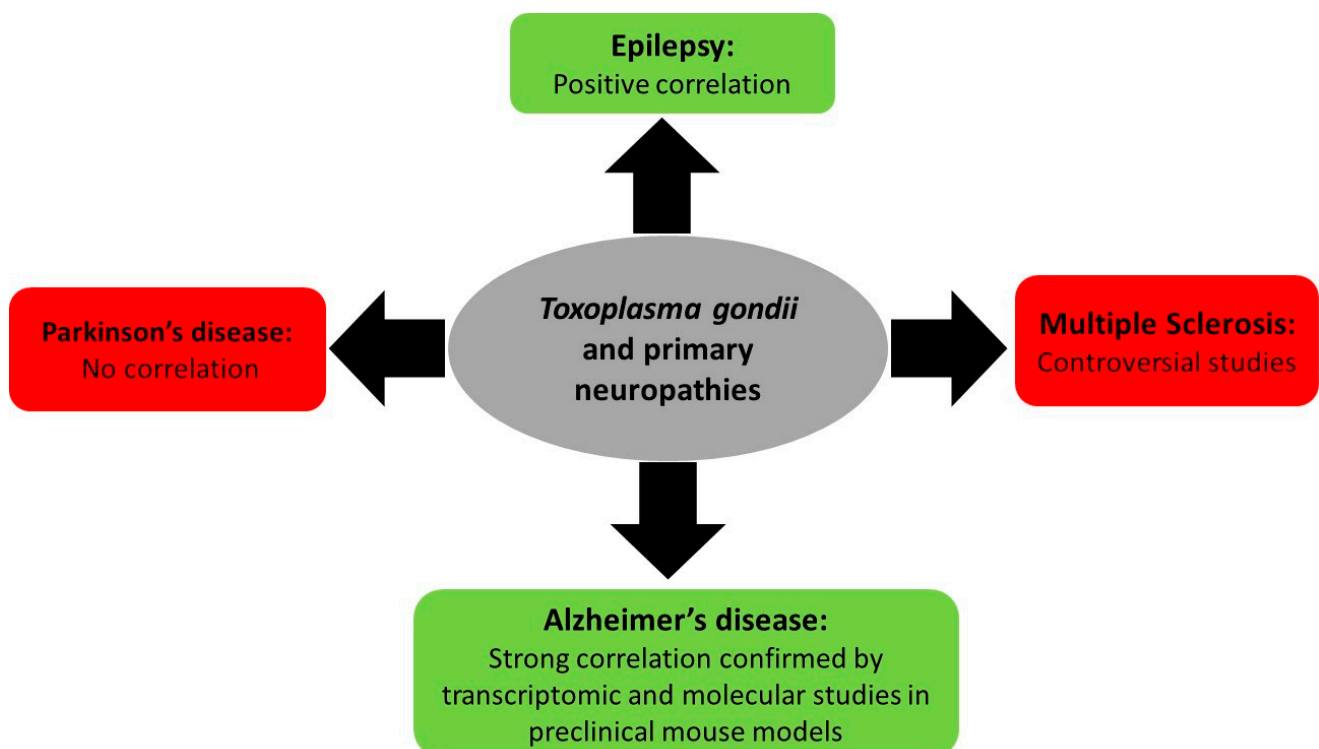 Epilepsy:
Positive correlation
Parkinson's disease:
No correlation
Toxoplasma gondii
and primary
neuropathies
Multiple Sclerosis:
Controversial studies
Alzheimer's disease:
Strong correlation confirmed by
transcriptomic and molecular studies in
preclinical mouse models